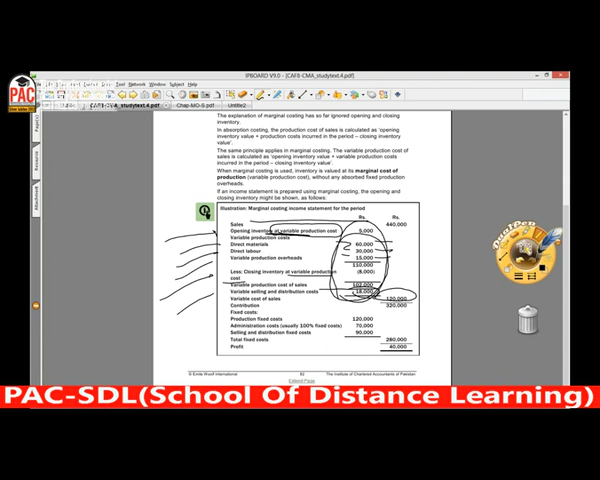 IPBOARD V9.0 - [CAF8-CMA_studytext.4.pdf]
Tool Network Window Subject Help
PAC
CAF8-CMA_studytext.4.pdf Chap-MO-S.pdf Untitle2
The explanation of marginal costing has so far ignored opening and closing
inventory.
In absorption costing, the production cost of sales is calculated as 'opening
inventory value + production costs incurred in the period – closing inventory
value'.
The same principle applies in marginal costing. The variable production cost of
sales is calculated as 'opening inventory value + variable production costs
incurred in the period – closing inventory value'.
When marginal costing is used, inventory is valued at its marginal cost of
production (variable production cost), without any absorbed fixed production
overheads.
If an income statement is prepared using marginal costing, the opening and
closing inventory might be shown, as follows:
Illustration: Marginal costing income statement for the period
Rs. Rs.
Sales 440,000
Opening inventory at variable production cost 5,000
Variable production costs
Direct materials 60,000
Direct labour 30,000
Variable production overheads 15,000
110,000
Less: Closing inventory at variable production (8,000)
cost
Variable production cost of sales 102,000
Variable selling and distribution costs 18,000
Variable cost of sales 120,000
Contribution 320,000
Fixed costs:
Production fixed costs 120,000
Administration costs (usually 100% fixed costs) 70,000
Selling and distribution fixed costs 90,000
Total fixed costs 280,000
Profit 40,000
© Emile Woolf International 82 The Institute of Chartered Accountants of Pakistan
Extend Page
DualPen
PAC-SDL(School Of Distance Learning)